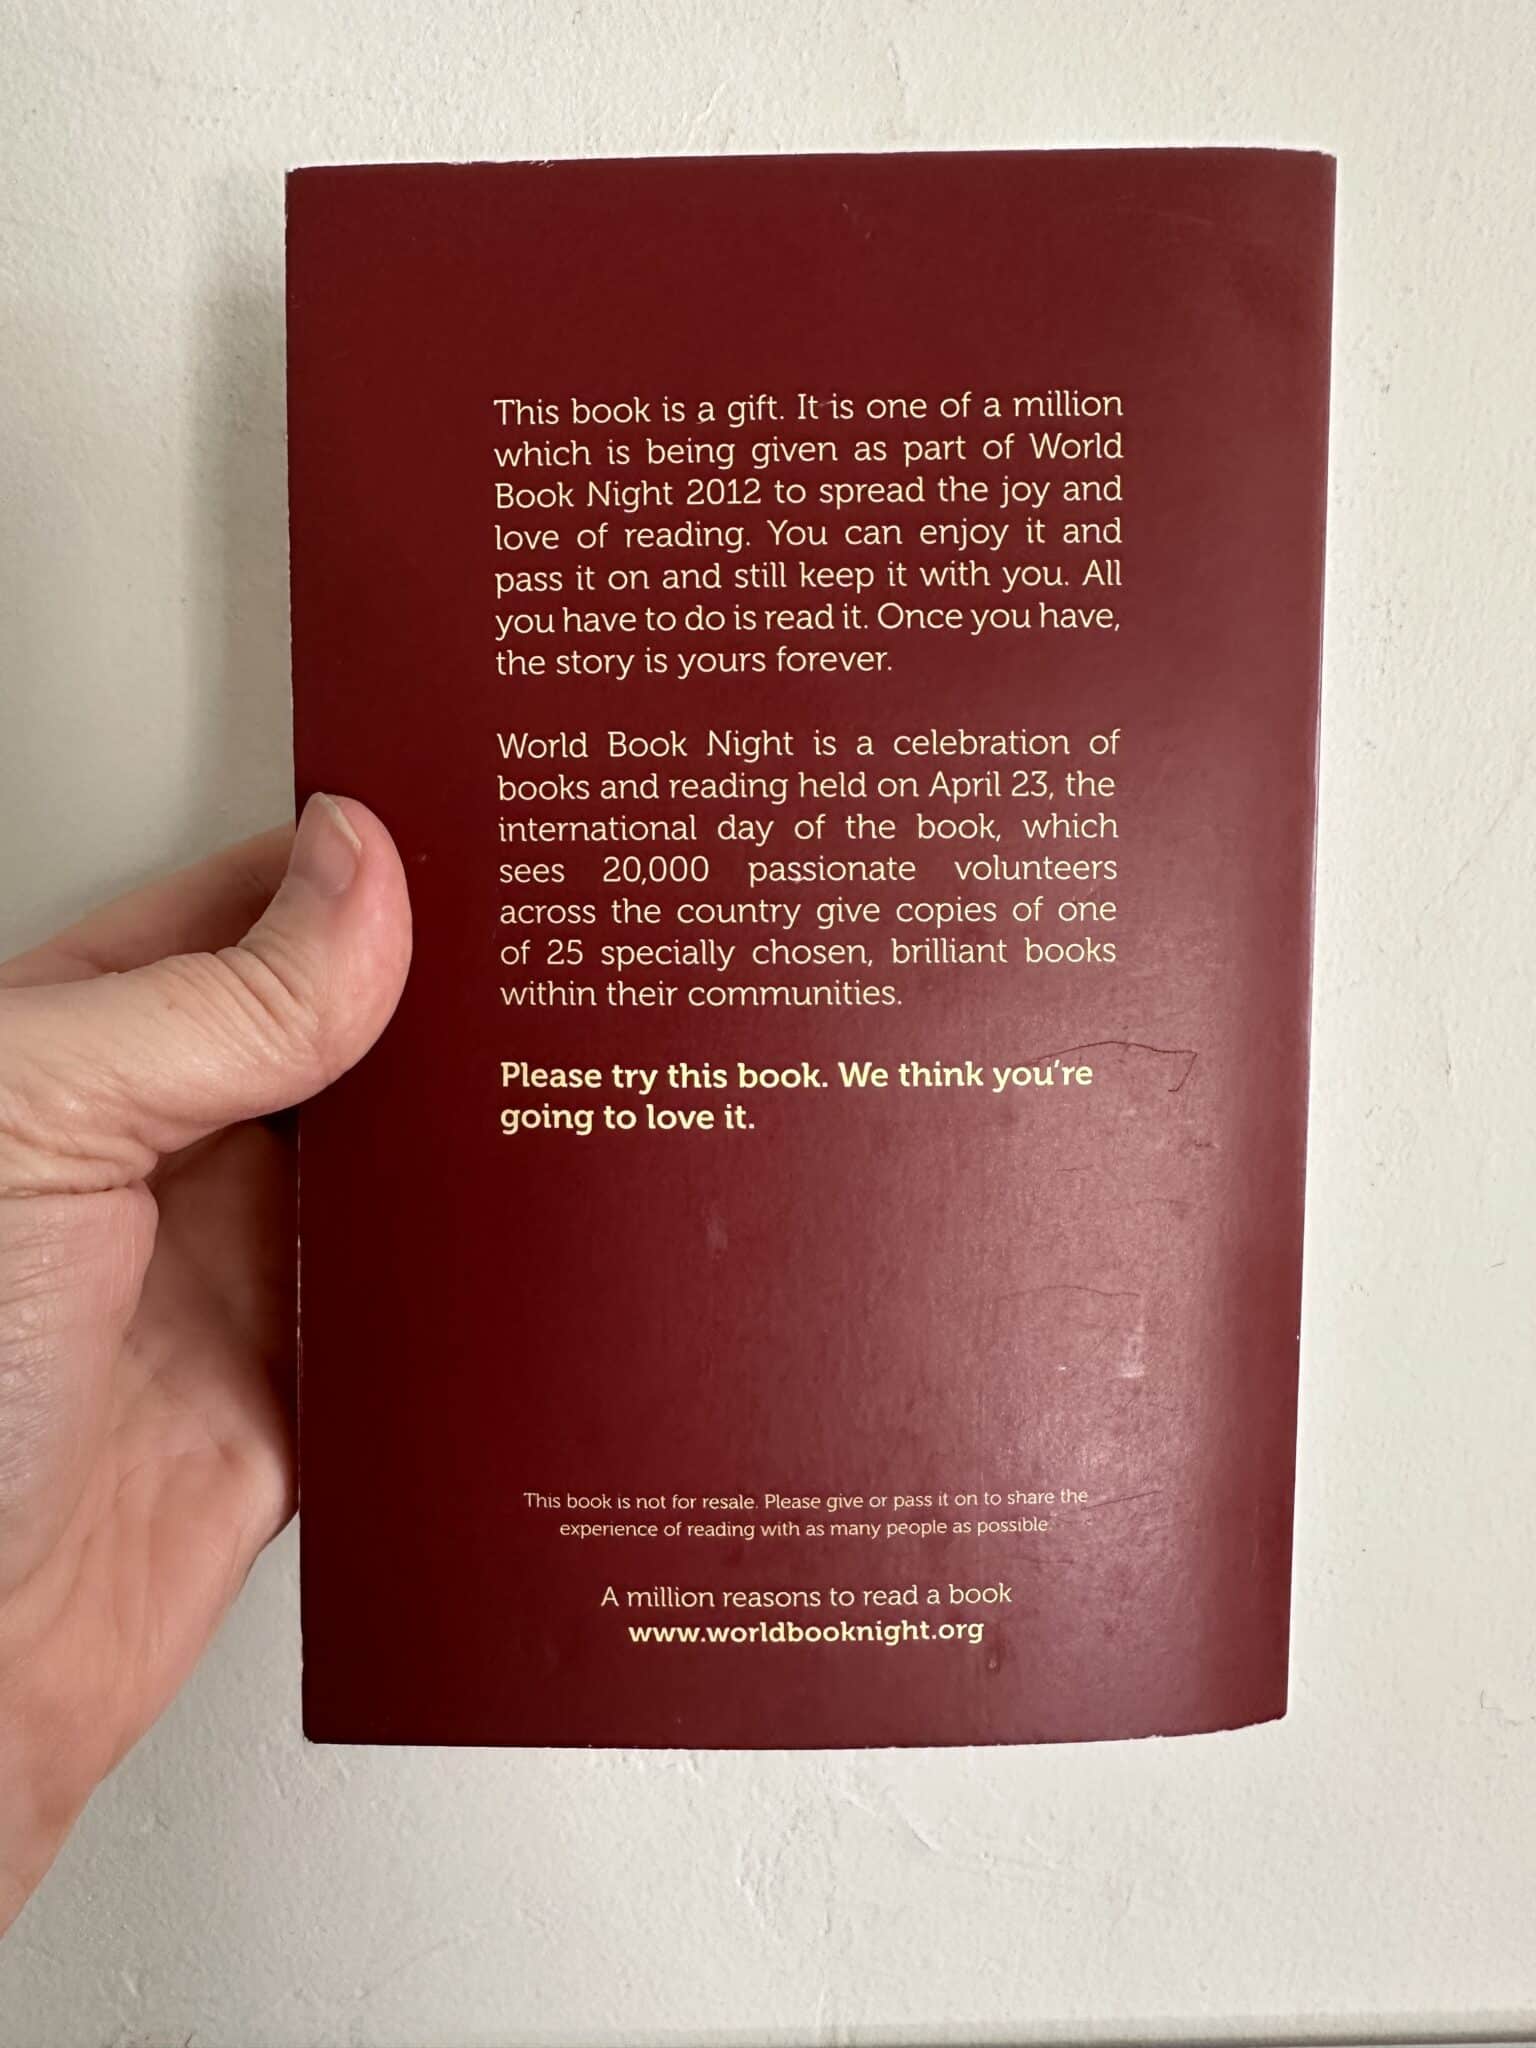 This book is a gift. It is one of a million
which is being given as part of World
Book Night 2012 to spread the joy and
love of reading. You can enjoy it and
pass it on and still keep it with you. All
you have to do is read it. Once you have,
the story is yours forever.
World Book Night is a celebration of
books and reading held on April 23, the
international day of the book, which
sees 20,000 passionate volunteers
across the country give copies of one
of 25 specially chosen, brilliant books
within their communities.
Please try this book. We think you're
going to love it.
This book is not for resale. Please give or pass it on to share the
experience of reading with as many people as possible.
A million reasons to read a book
www.worldbooknight.org